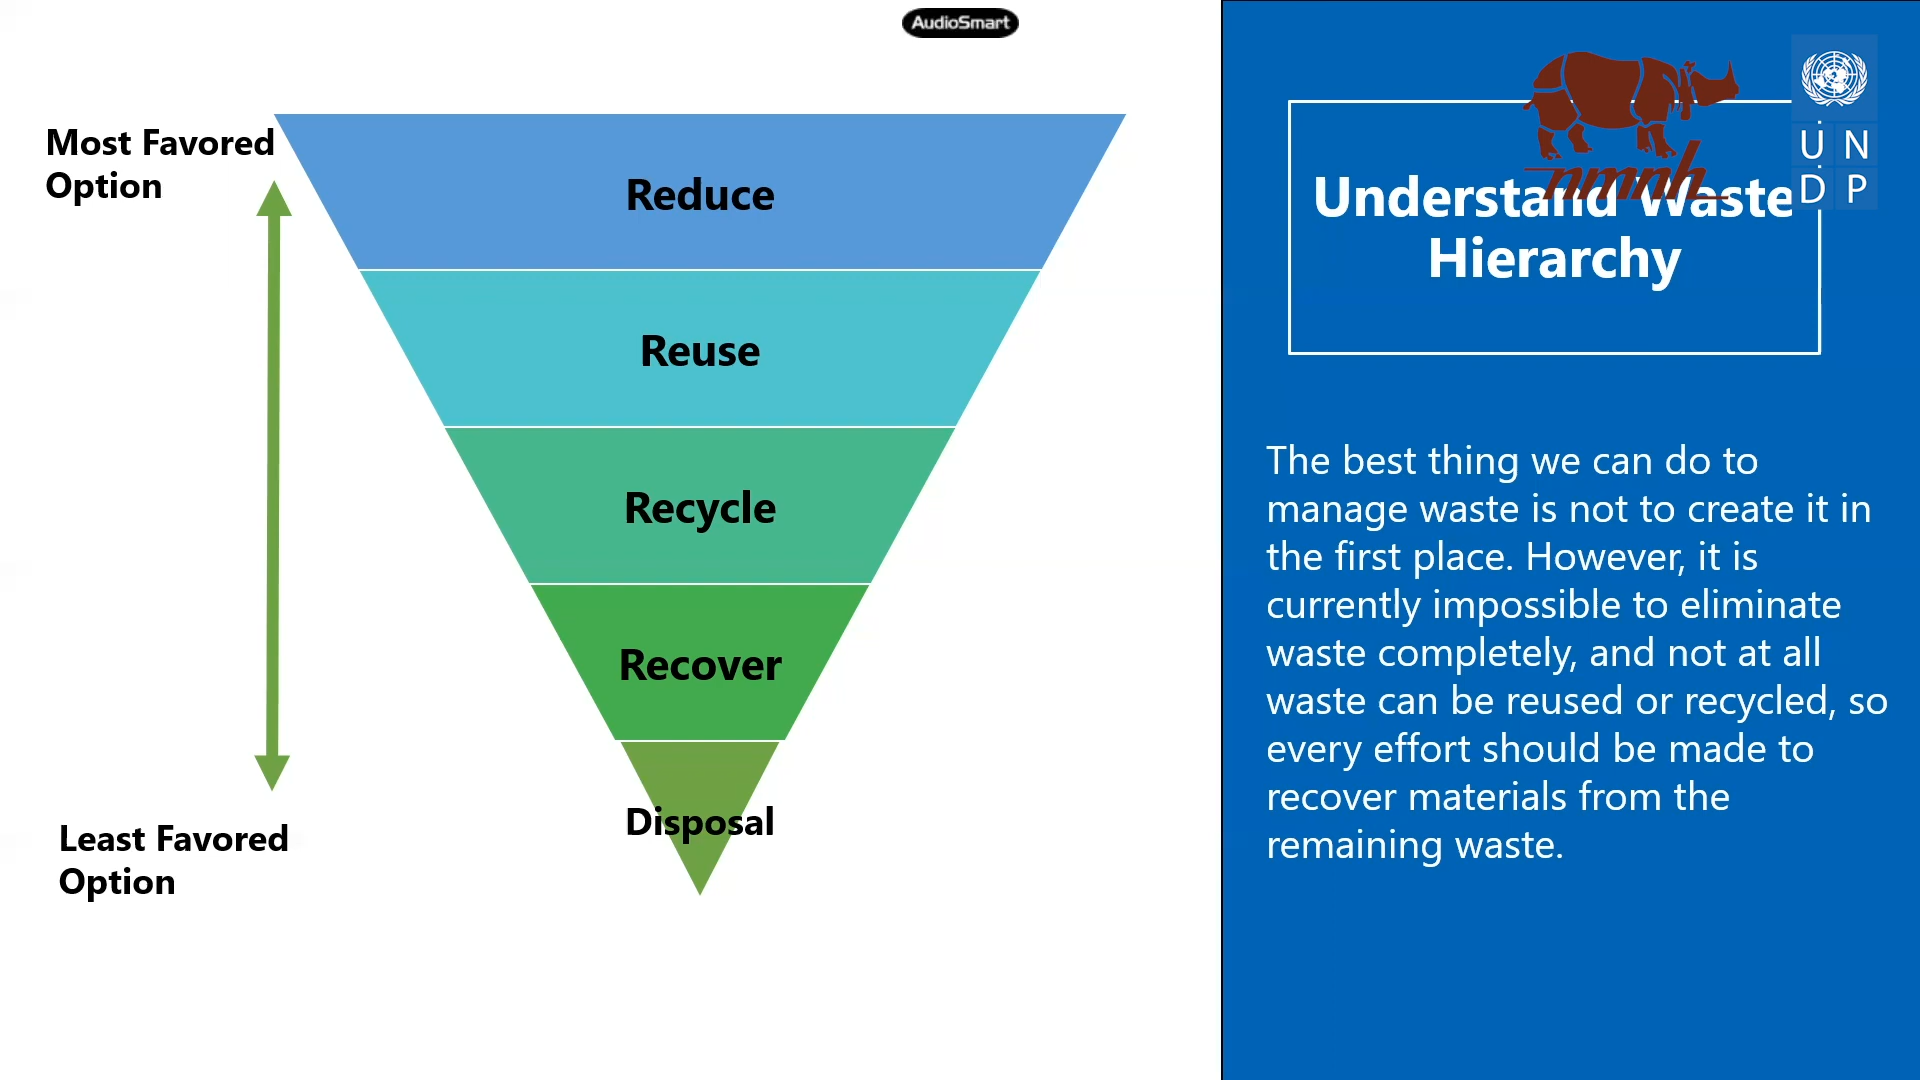 AudioSmart
Most Favored
Option
Reduce
Reuse
Recycle
Recover
Disposal
Least Favored
Option
nmnh
U N
D P
Understand Waste
Hierarchy
The best thing we can do to
manage waste is not to create it in
the first place. However, it is
currently impossible to eliminate
waste completely, and not at all
waste can be reused or recycled, so
every effort should be made to
recover materials from the
remaining waste.